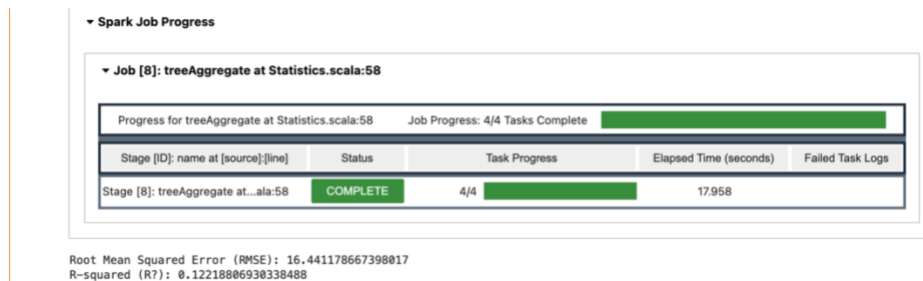 ▾ Spark Job Progress
▾ Job [8]: treeAggregate at Statistics.scala:58
Progress for treeAggregate at Statistics.scala:58 Job Progress: 4/4 Tasks Complete
Stage [ID]: name at [source]:[line] Status Task Progress Elapsed Time (seconds) Failed Task Logs
Stage [8]: treeAggregate at...ala:58 COMPLETE 4/4 17.958
Root Mean Squared Error (RMSE): 16.441178667398017
R-squared (R?): 0.12218806930338488